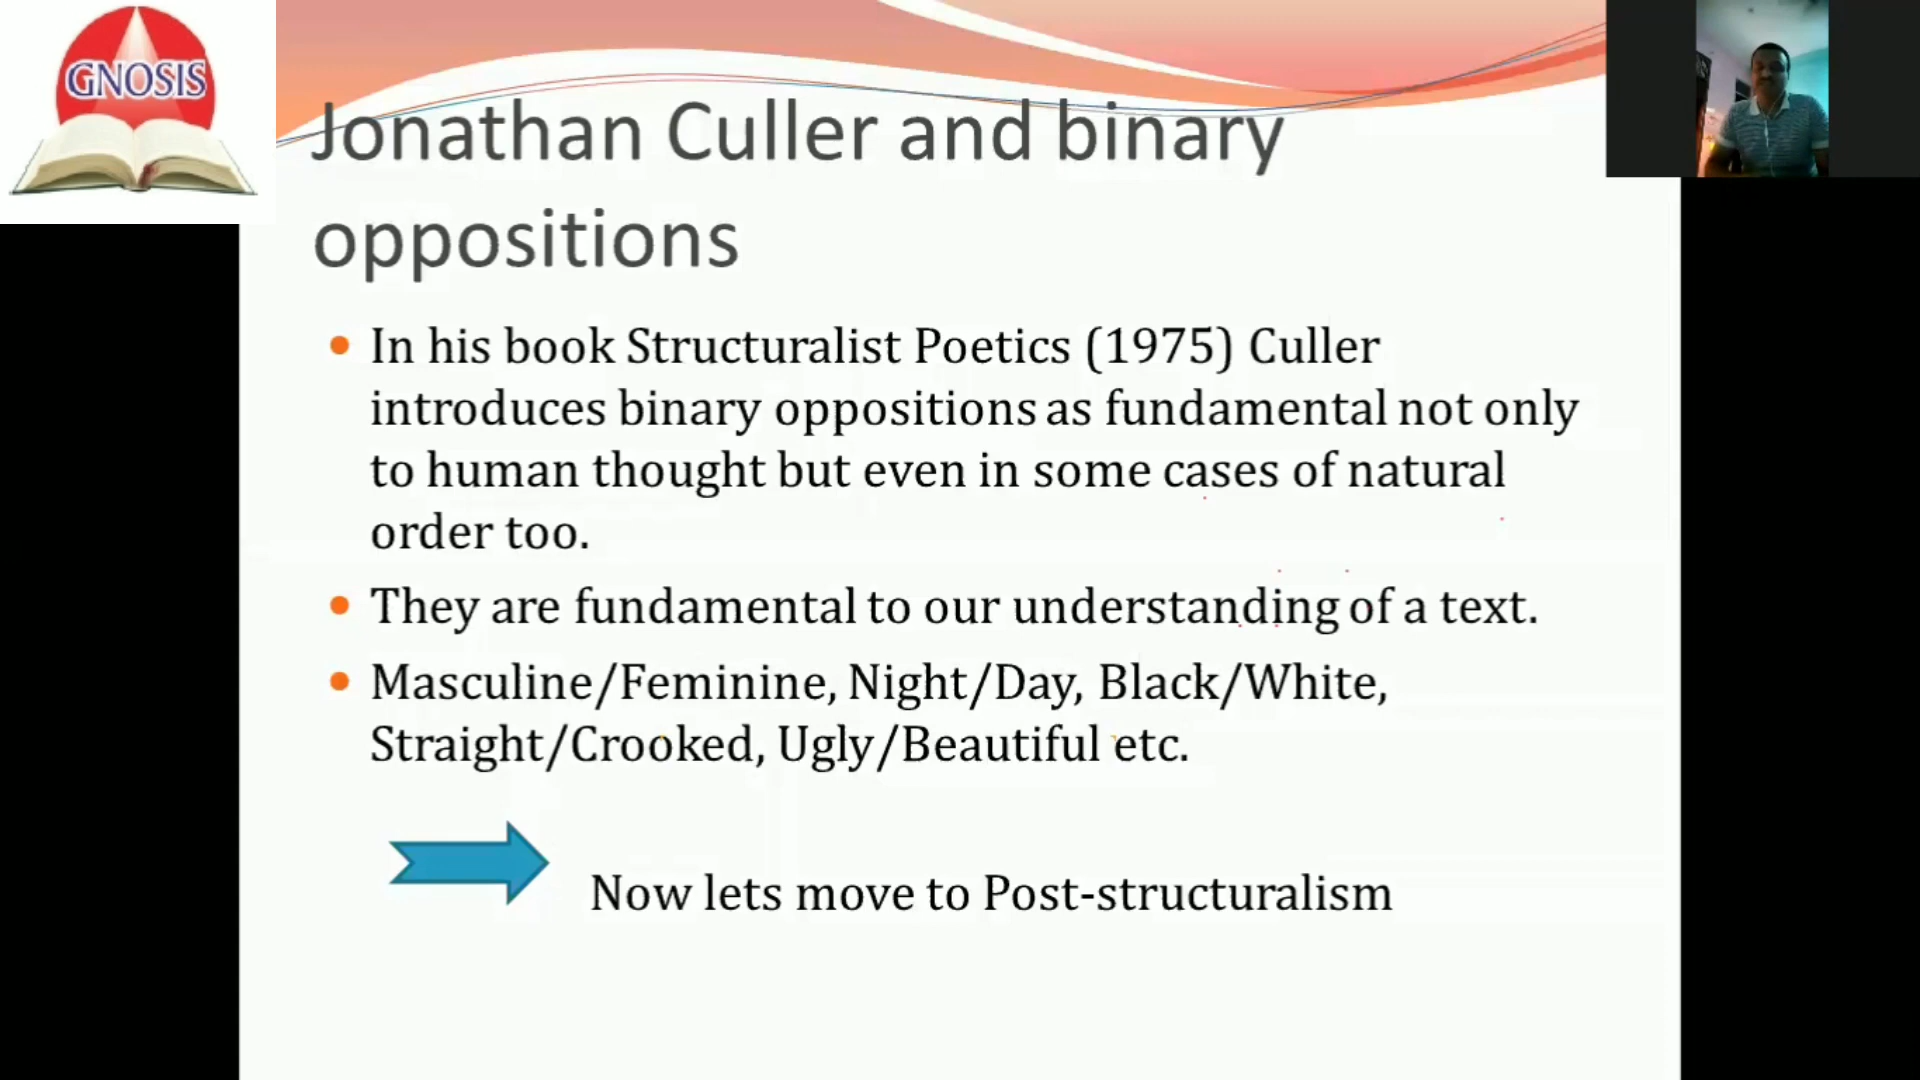 GNOSIS
Jonathan Culler and binary
oppositions
In his book Structuralist Poetics (1975) Culler
introduces binary oppositions as fundamental not only
to human thought but even in some cases of natural
order too.
They are fundamental to our understanding of a text.
Masculine/Feminine, Night/Day, Black/White,
Straight/Crooked, Ugly/Beautiful etc.
Now lets move to Post-structuralism